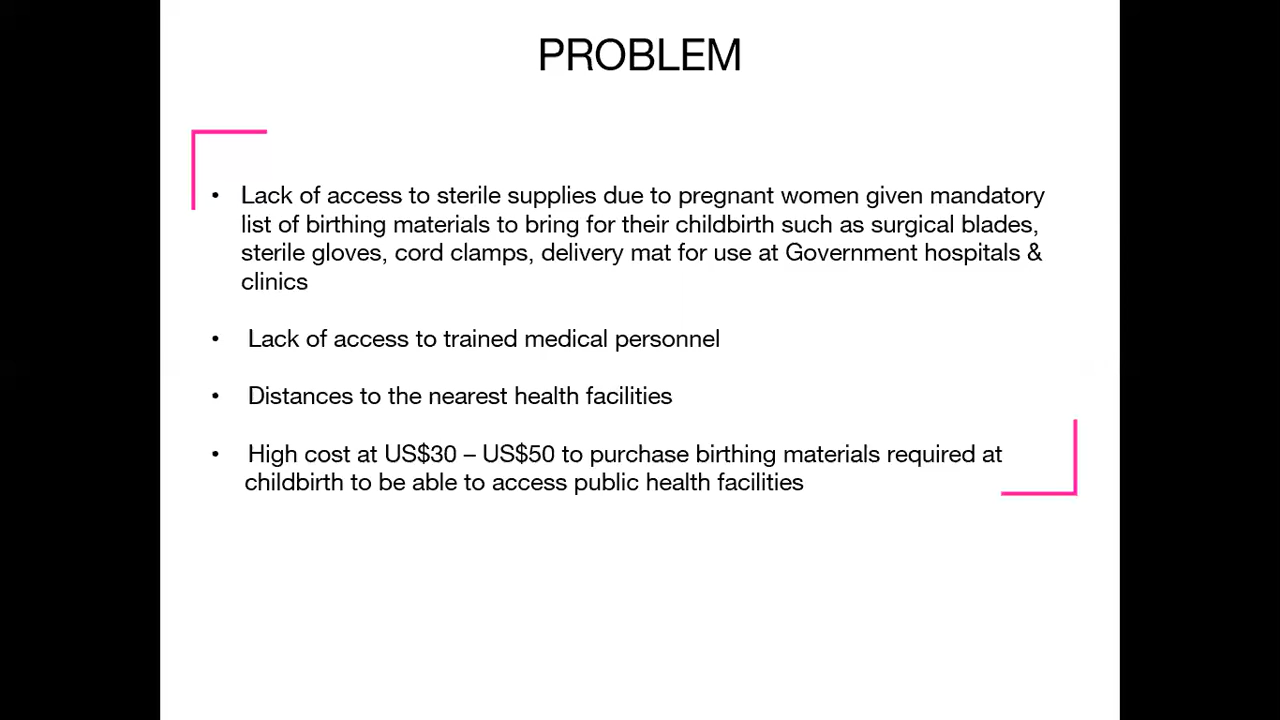 PROBLEM
• Lack of access to sterile supplies due to pregnant women given mandatory
list of birthing materials to bring for their childbirth such as surgical blades,
sterile gloves, cord clamps, delivery mat for use at Government hospitals &
clinics
• Lack of access to trained medical personnel
• Distances to the nearest health facilities
• High cost at US$30 – US$50 to purchase birthing materials required at
childbirth to be able to access public health facilities